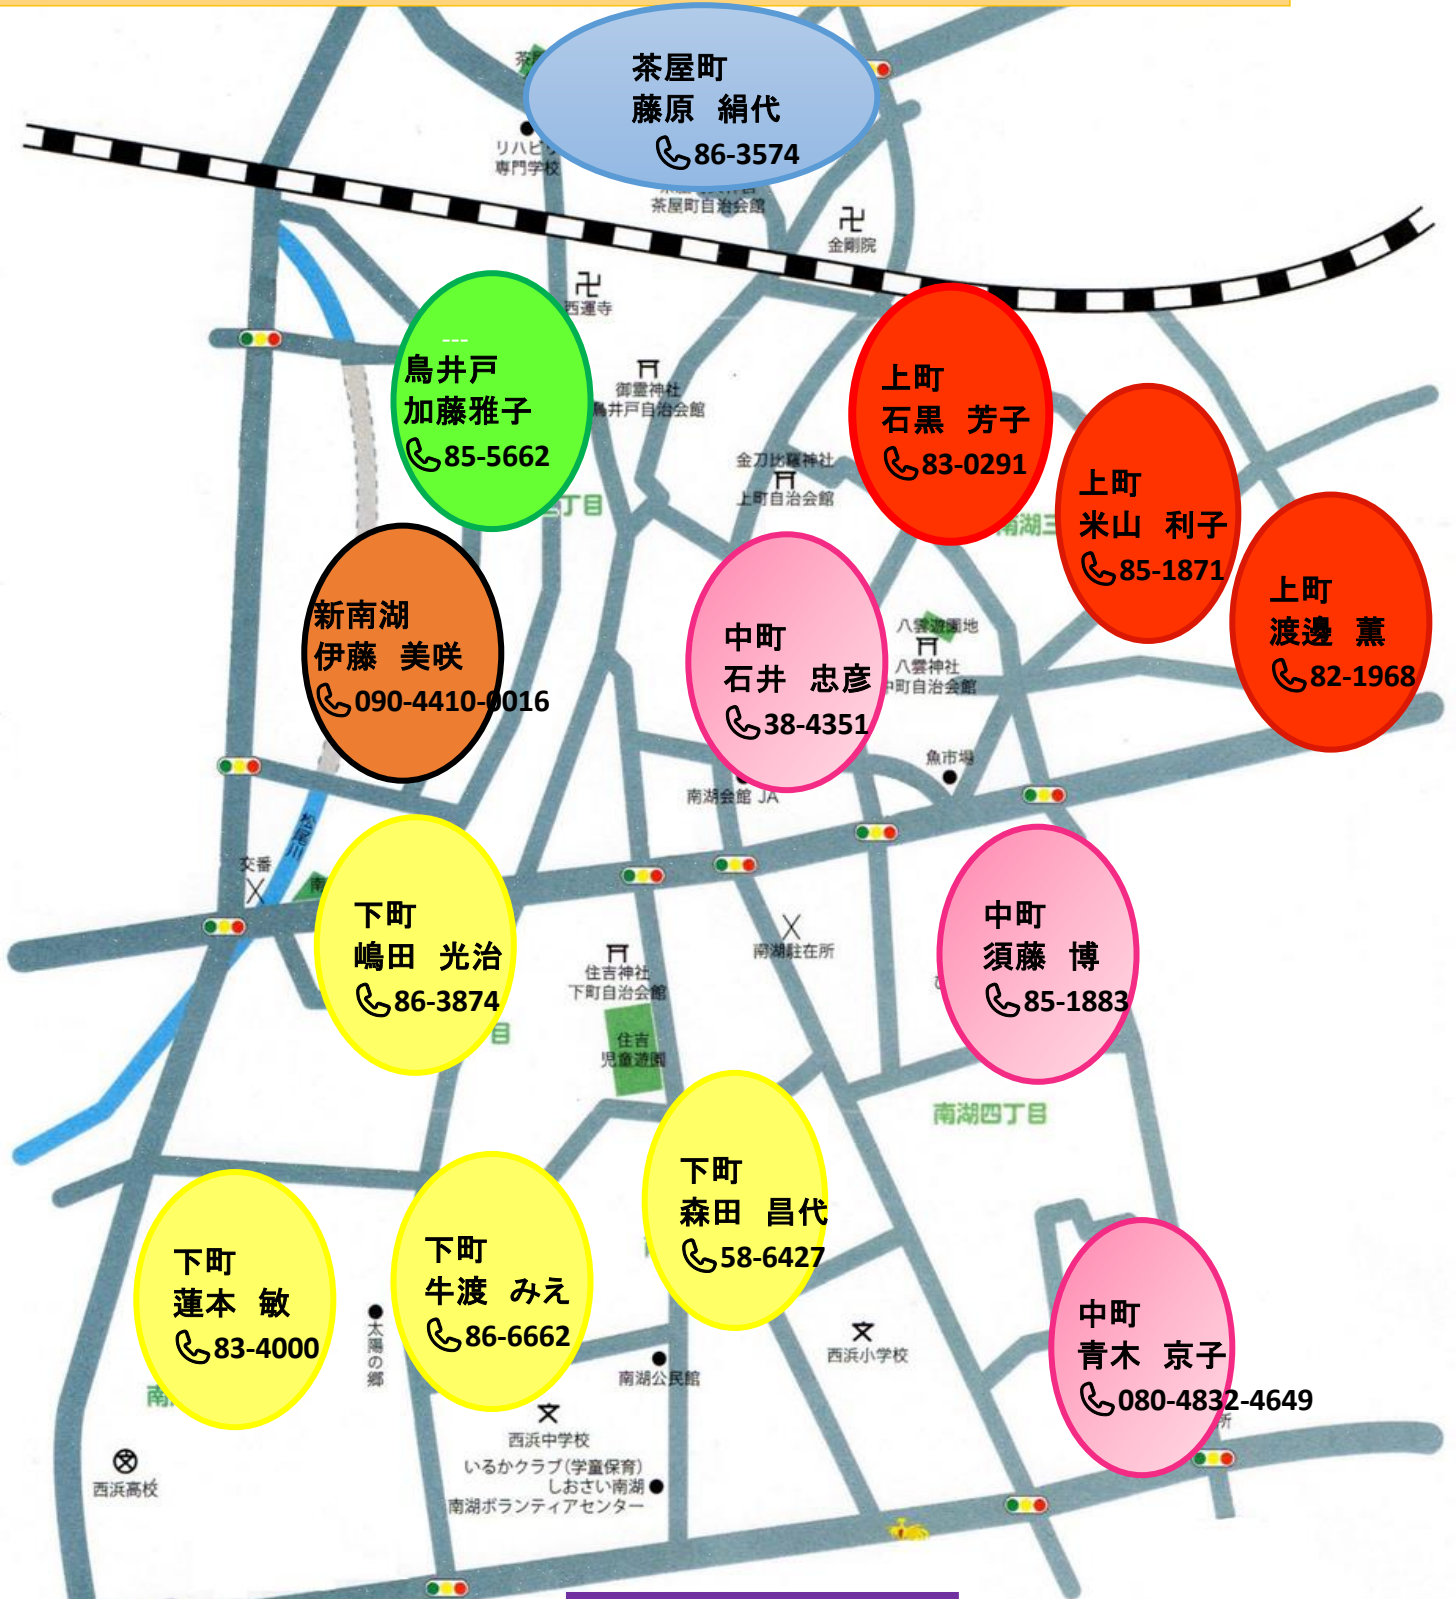 茶屋町
藤原 絹代
86-3574
リハビリ
専門学校
茶屋町自治会館
金剛院
西運寺
鳥井戸
加藤雅子
85-5662
御霊神社
鳥井戸自治会館
上町
石黒 芳子
83-0291
金刀比羅神社
上町自治会館
上町
米山 利子
85-1871
丁目
南湖三
上町
渡邊 薫
82-1968
新南湖
伊藤 美咲
090-4410-0016
中町
石井 忠彦
38-4351
八雲遊園地
八雲神社
中町自治会館
魚市場
南湖会館 JA
松尾川
交番
南
下町
嶋田 光治
86-3874
住吉神社
下町自治会館
南湖駐在所
中町
須藤 博
85-1883
目
住吉
児童遊園
南湖四丁目
下町
森田 昌代
58-6427
下町
蓮本 敏
83-4000
下町
牛渡 みえ
86-6662
太陽の郷
中町
青木 京子
080-4832-4649
所
西浜小学校
南湖公民館
南
西浜中学校
西浜高校
いるかクラブ(学童保育)
しおさい南湖
南湖ボランティアセンター